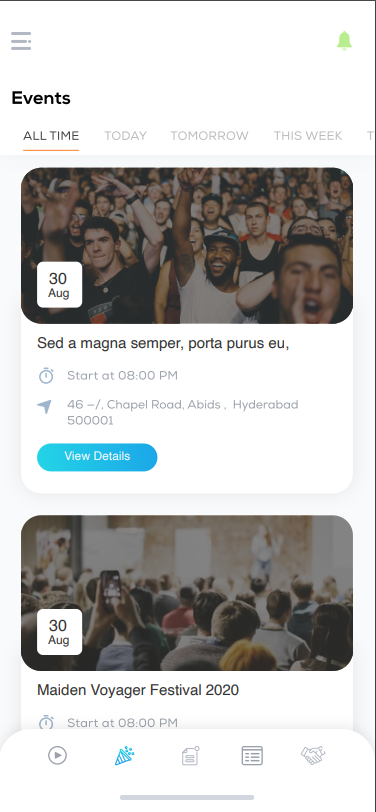 Events
ALL TIME TODAY TOMORROW THIS WEEK T
30
Aug
Sed a magna semper, porta purus eu,
Start at 08:00 PM
46 –/, Chapel Road, Abids , Hyderabad
500001
View Details
30
Aug
Maiden Voyager Festival 2020
Start at 08:00 PM